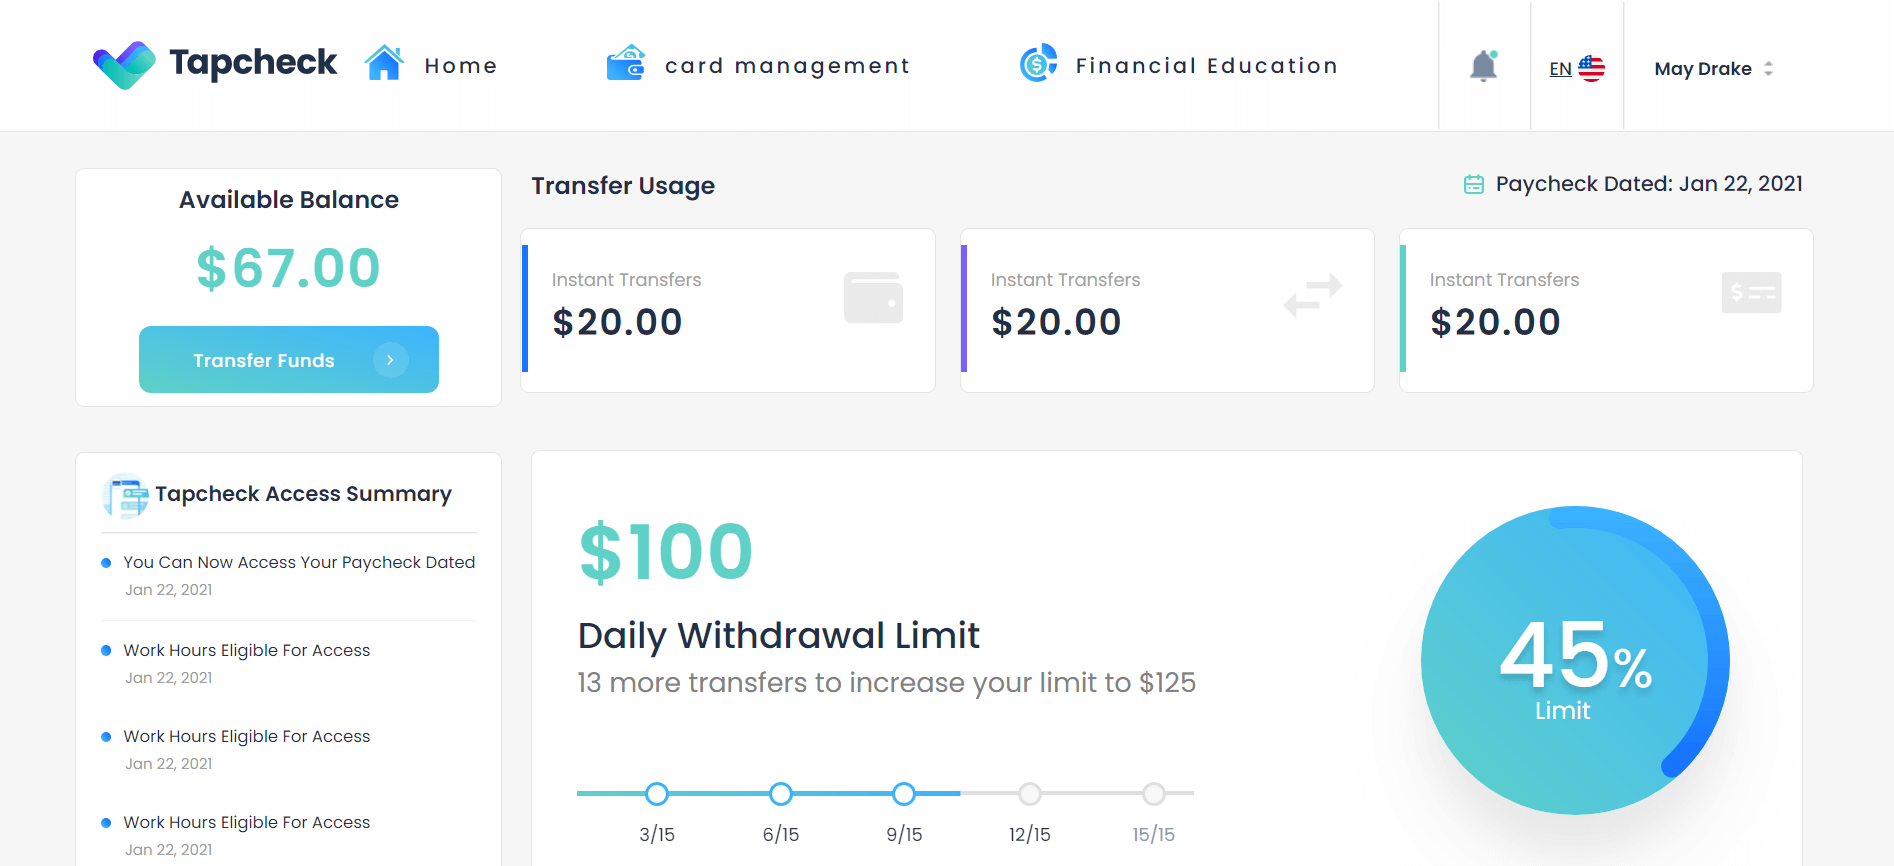 Tapcheck
Home
card management
Financial Education
EN
May Drake
Available Balance
$67.00
Transfer Funds
Transfer Usage
Paycheck Dated: Jan 22, 2021
Instant Transfers
$20.00
Instant Transfers
$20.00
Instant Transfers
$20.00
Tapcheck Access Summary
You Can Now Access Your Paycheck Dated
Jan 22, 2021
Work Hours Eligible For Access
Jan 22, 2021
Work Hours Eligible For Access
Jan 22, 2021
Work Hours Eligible For Access
Jan 22, 2021
$100
Daily Withdrawal Limit
13 more transfers to increase your limit to $125
3/15 6/15 9/15 12/15 15/15
45%
Limit